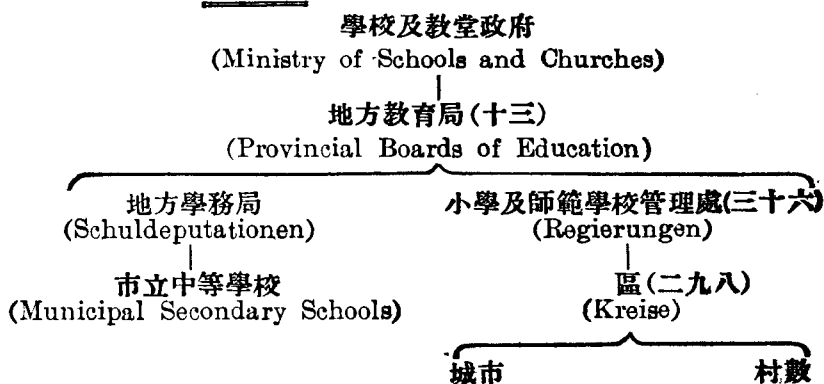 學校及教堂政府
(Ministry of Schools and Churches)
地方教育局(十三)
(Provincial Boards of Education)
地方學務局 小學及師範學校管理處(三十六)
(Schuldeputationen) (Regierungen)
市立中等學校 區(二九八)
(Municipal Secondary Schools) (Kreise)
城市 村數